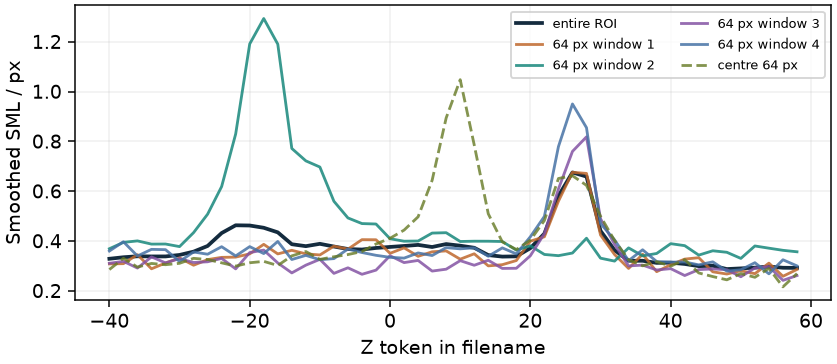 Smoothed SML / px
1.2
1.0
0.8
0.6
0.4
0.2
entire ROI
64 px window 1
64 px window 2
64 px window 3
64 px window 4
centre 64 px
−40
−20
0
20
40
60
Z token in filename